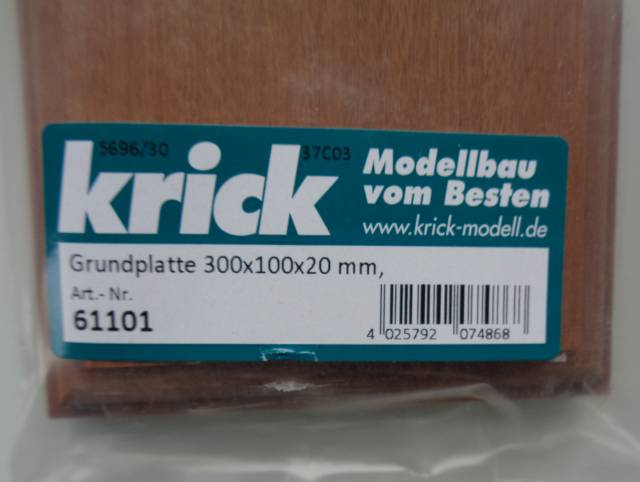 5696/30 37C03
krick
Modellbau
vom Besten
www.krick-modell.de
Grundplatte 300x100x20 mm,
Art.- Nr.
61101
4 025792 074868